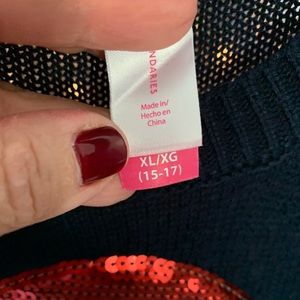 NDARIES
Made in/
Hecho en
China
XL/XG
(15-17)